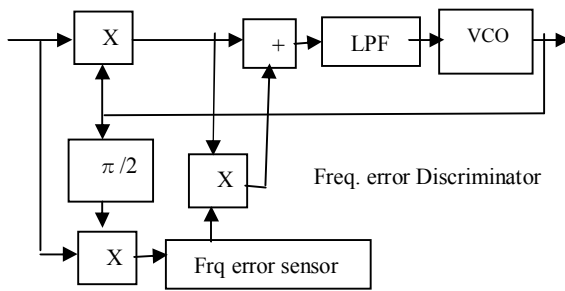 X
+
LPF
VCO
π /2
X
Freq. error Discriminator
X
Frq error sensor